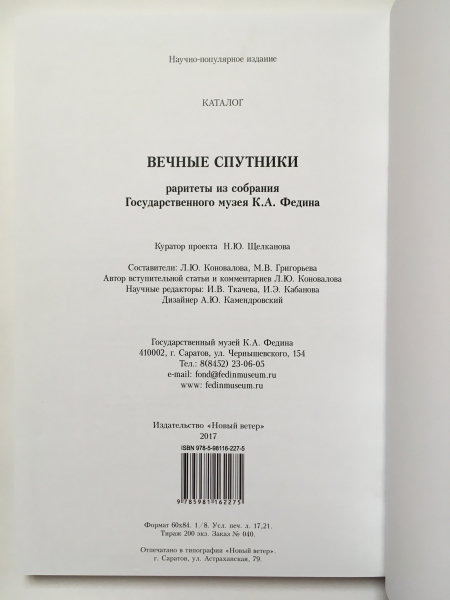 Научно-популярное издание
КАТАЛОГ
ВЕЧНЫЕ СПУТНИКИ
раритеты из собрания
Государственного музея К.А. Федина
Куратор проекта Н.Ю. Щелканова
Составители: Л.Ю. Коновалова, М.В. Григорьева
Автор вступительной статьи и комментариев Л.Ю. Коновалова
Научные редакторы: И.В. Ткачева, И.Э. Кабанова
Дизайнер А.Ю. Камендровский
Государственный музей К.А. Федина
410002, г. Саратов, ул. Чернышевского, 154
Тел.: 8(8452) 23-06-05
e-mail: fond@fedinmuseum.ru
www: fedinmuseum.ru
Издательство «Новый ветер»
2017
ISBN 978-5-98116-227-5
9 785981 162275
Формат 60x84. 1/8. Усл. печ. л. 17,21.
Тираж 200 экз. Заказ № 040.
Отпечатано в типографии «Новый ветер».
г. Саратов, ул. Астраханская, 79.